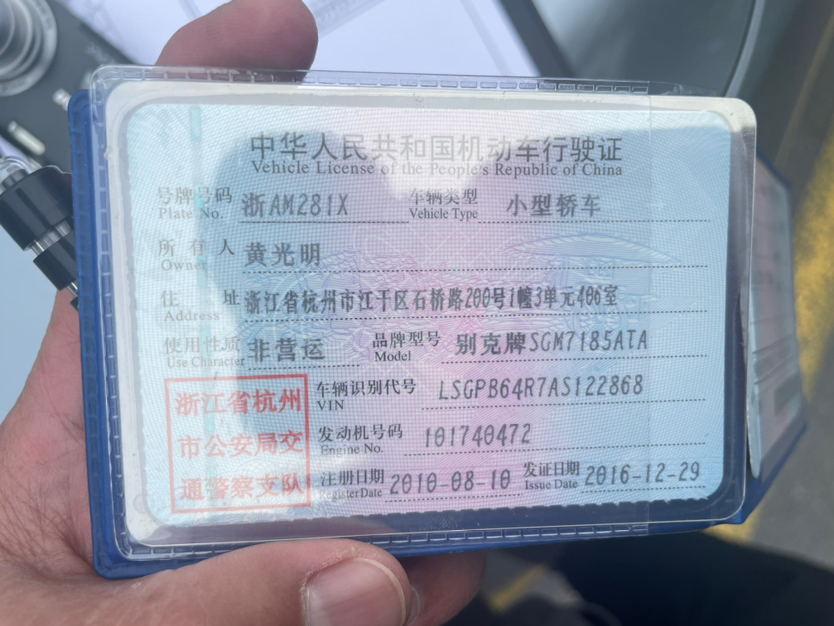 中华人民共和国机动车行驶证
Vehicle License of the People's Republic of China
号牌号码 浙AM281X 车辆类型 小型轿车
Plate No. Vehicle Type
所有人 黄光明
Owner
住址 浙江省杭州市江干区石桥路200号1幢3单元406室
Address
使用性质 非营运 品牌型号 别克牌SGM7185ATA
Use Character Model
浙江省杭州 车辆识别代号 LSGPB64R7AS122868
VIN
市公安局交 发动机号码 101740472
Engine No.
通警察支队 注册日期 2010-08-10 发证日期 2016-12-29
Register Date Issue Date